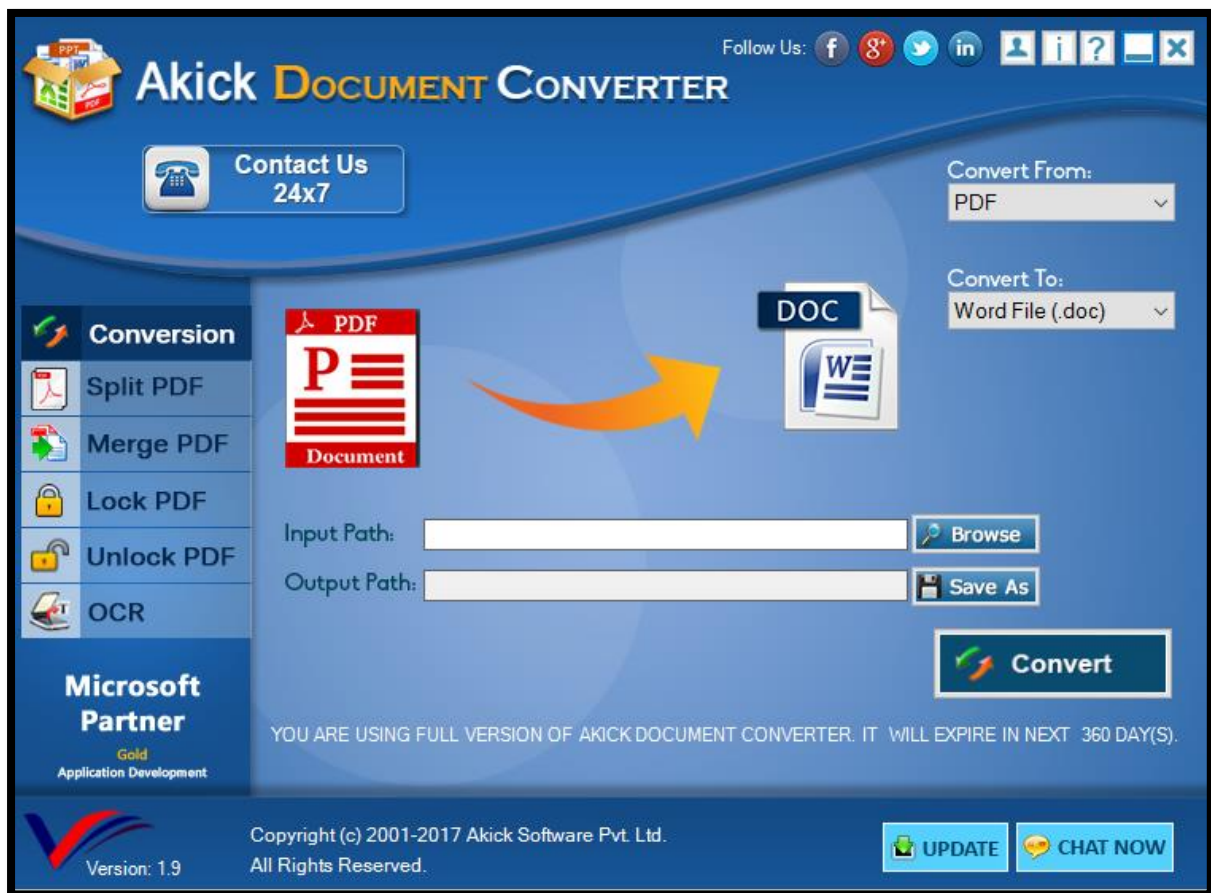 Follow Us:
Akick DOCUMENT CONVERTER
Contact Us
24x7
Convert From:
PDF
Convert To:
Word File (.doc)
Conversion
Split PDF
Merge PDF
Lock PDF
Unlock PDF
OCR
PDF
P
Document
DOC
W
Input Path:
Browse
Output Path:
Save As
Convert
Microsoft
Partner
Gold
Application Development
YOU ARE USING FULL VERSION OF AKICK DOCUMENT CONVERTER. IT WILL EXPIRE IN NEXT 360 DAY(S).
Version: 1.9
Copyright (c) 2001-2017 Akick Software Pvt. Ltd.
All Rights Reserved.
UPDATE
CHAT NOW